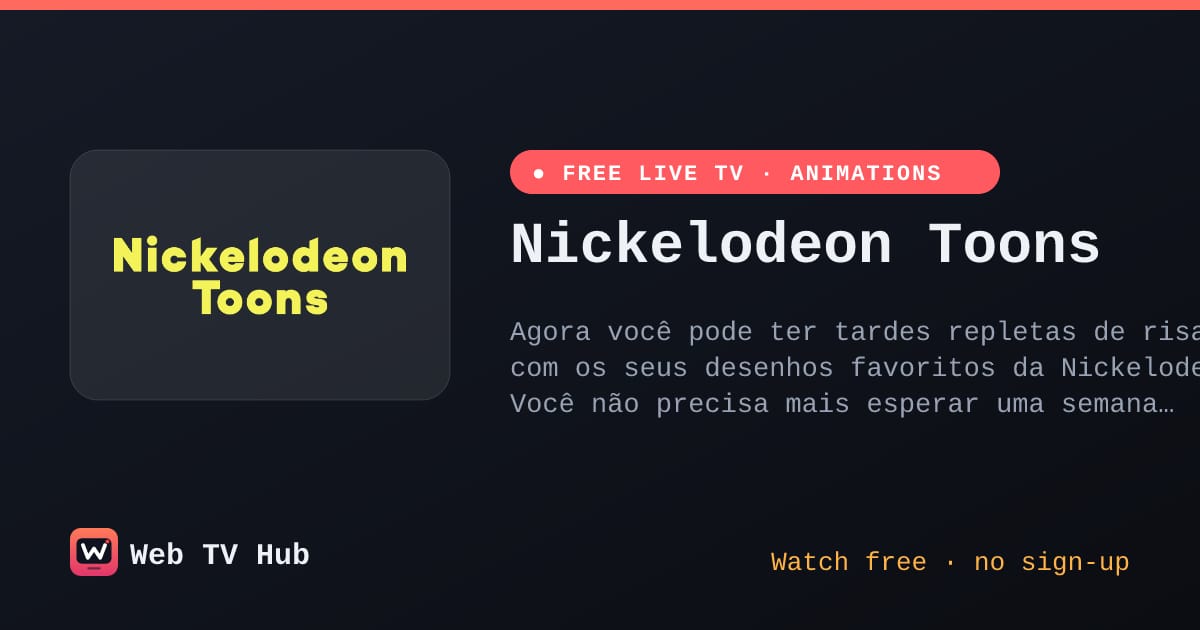 Nickelodeon
Toons
• FREE LIVE TV · ANIMATIONS
Nickelodeon Toons
Agora você pode ter tardes repletas de risa
com os seus desenhos favoritos da Nickelode
Você não precisa mais esperar uma semana…
W
Web TV Hub
Watch free · no sign-up